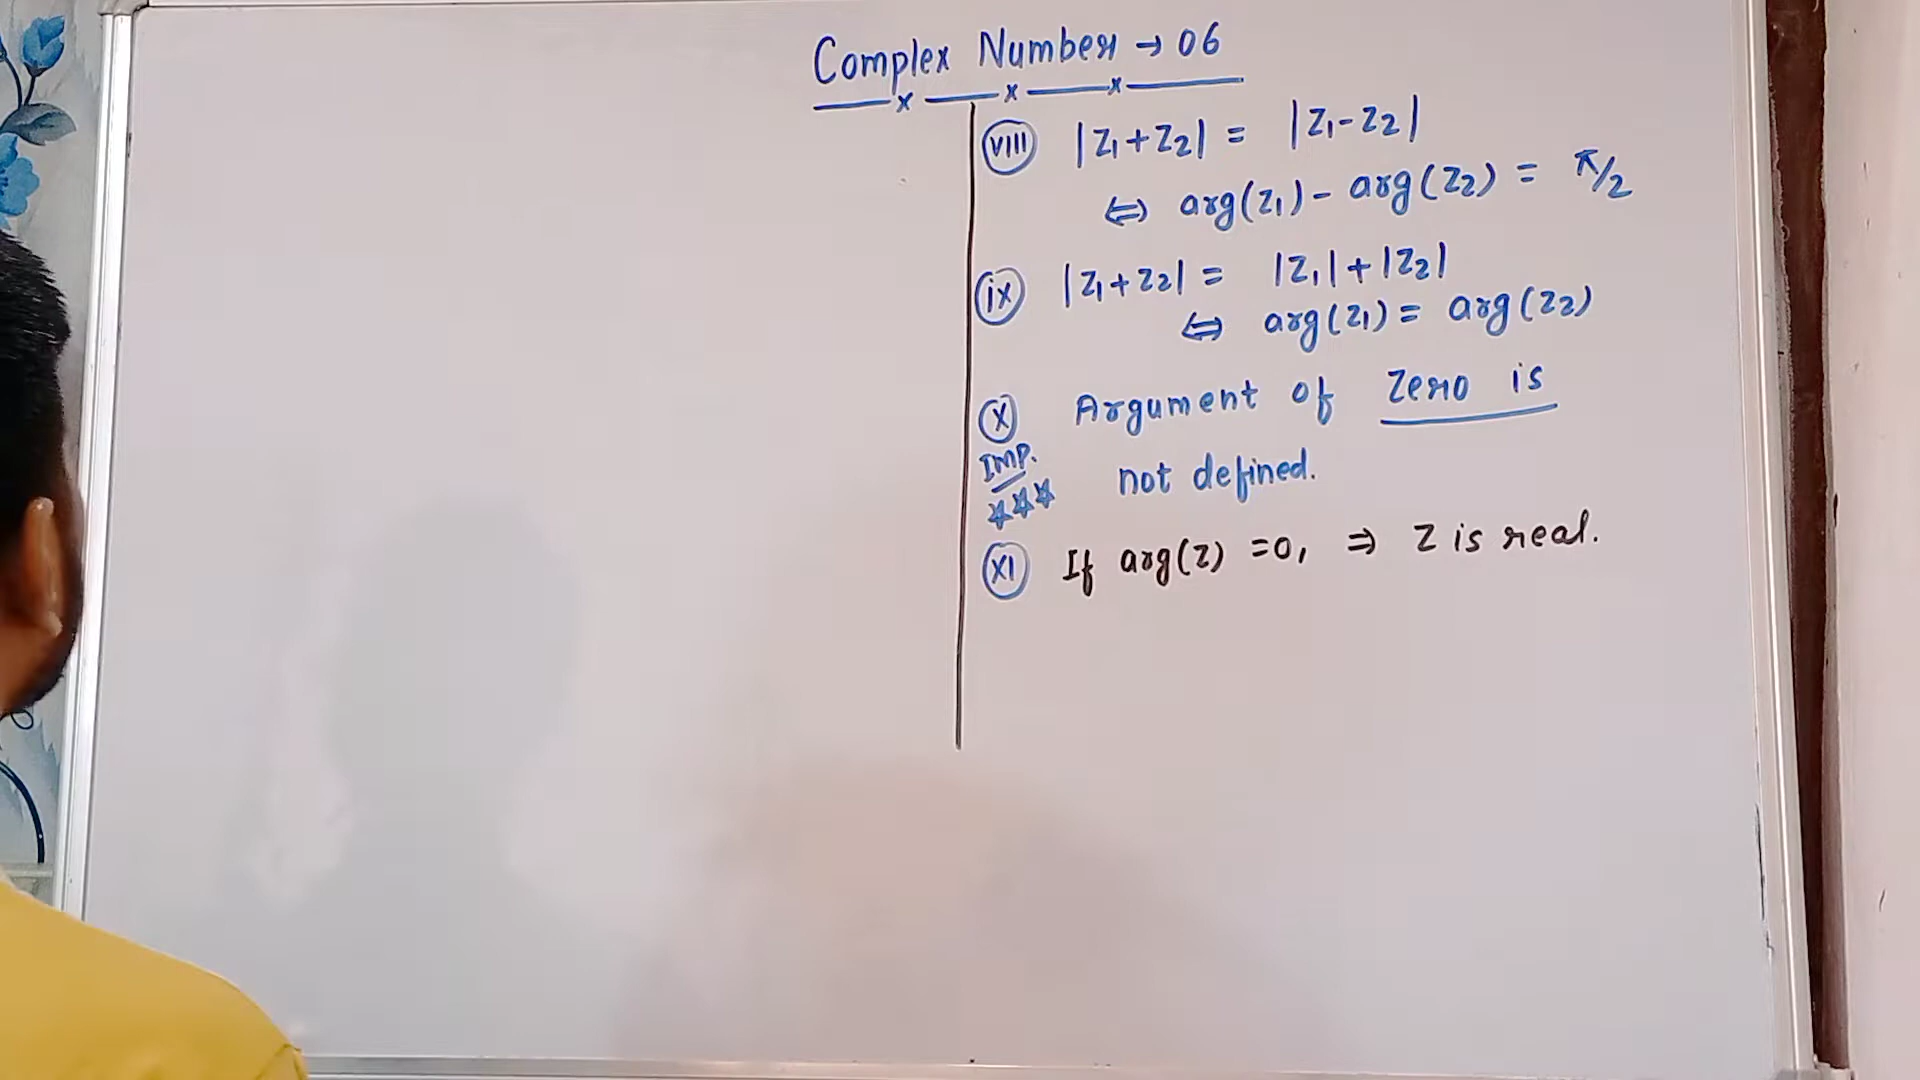 Complex Number → 06
(viii) |z₁+z₂| = |z₁-z₂|
⇔ arg(z₁) - arg(z₂) = π/2
(ix) |z₁+z₂| = |z₁|+|z₂|
⇔ arg(z₁) = arg(z₂)
(x) Argument of Zero is
IMP. not defined.
(xi) If arg(z) =0, ⇒ z is real.